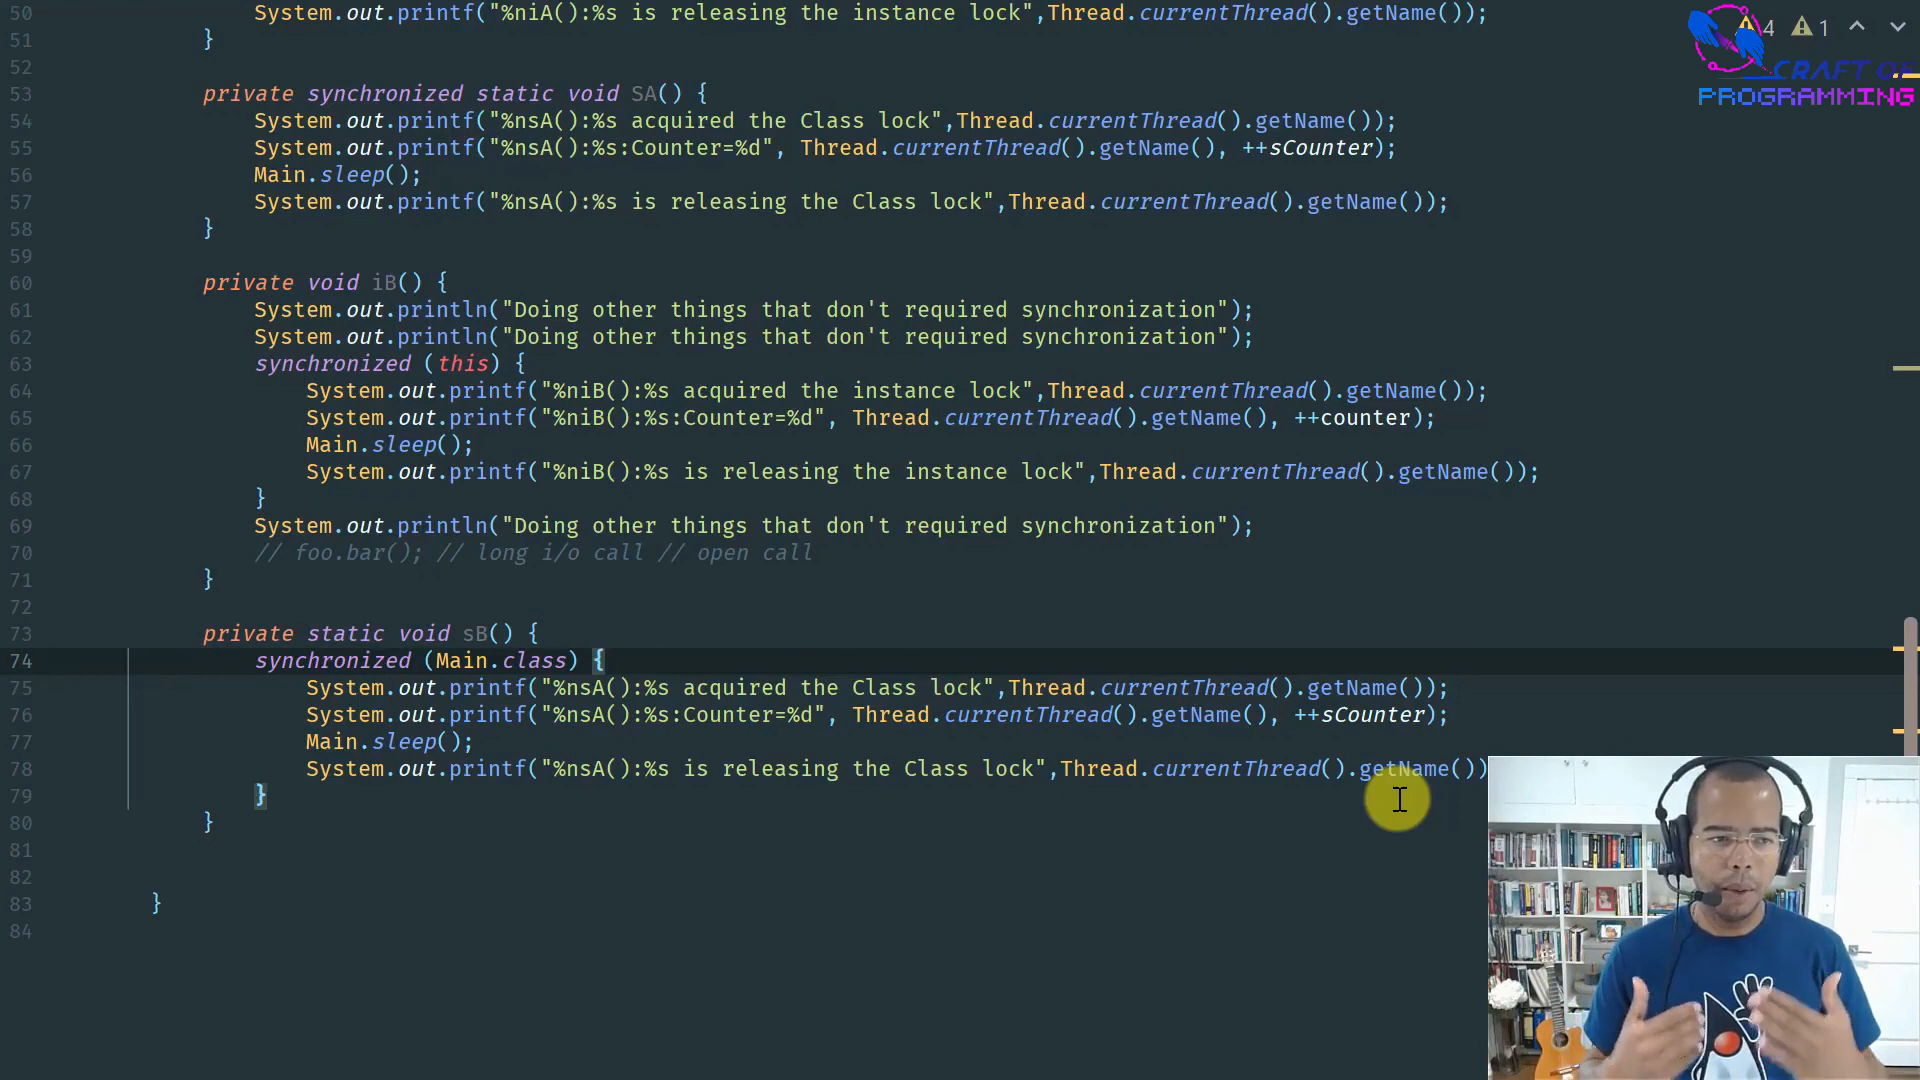 50 System.out.printf("%niA():%s is releasing the instance lock",Thread.currentThread().getName());
51 }
52
53 private synchronized static void SA() {
54 System.out.printf("%nsA():%s acquired the Class lock",Thread.currentThread().getName());
55 System.out.printf("%nsA():%s:Counter=%d", Thread.currentThread().getName(), ++sCounter);
56 Main.sleep();
57 System.out.printf("%nsA():%s is releasing the Class lock",Thread.currentThread().getName());
58 }
59
60 private void iB() {
61 System.out.println("Doing other things that don't required synchronization");
62 System.out.println("Doing other things that don't required synchronization");
63 synchronized (this) {
64 System.out.printf("%niB():%s acquired the instance lock",Thread.currentThread().getName());
65 System.out.printf("%niB():%s:Counter=%d", Thread.currentThread().getName(), ++counter);
66 Main.sleep();
67 System.out.printf("%niB():%s is releasing the instance lock",Thread.currentThread().getName());
68 }
69 System.out.println("Doing other things that don't required synchronization");
70 // foo.bar(); // long i/o call // open call
71 }
72
73 private static void sB() {
74 synchronized (Main.class) {
75 System.out.printf("%nsA():%s acquired the Class lock",Thread.currentThread().getName());
76 System.out.printf("%nsA():%s:Counter=%d", Thread.currentThread().getName(), ++sCounter);
77 Main.sleep();
78 System.out.printf("%nsA():%s is releasing the Class lock",Thread.currentThread().getName())
79 }
80 }
81
82
83 }
84
4 1
CRAFT OF
PROGRAMMING